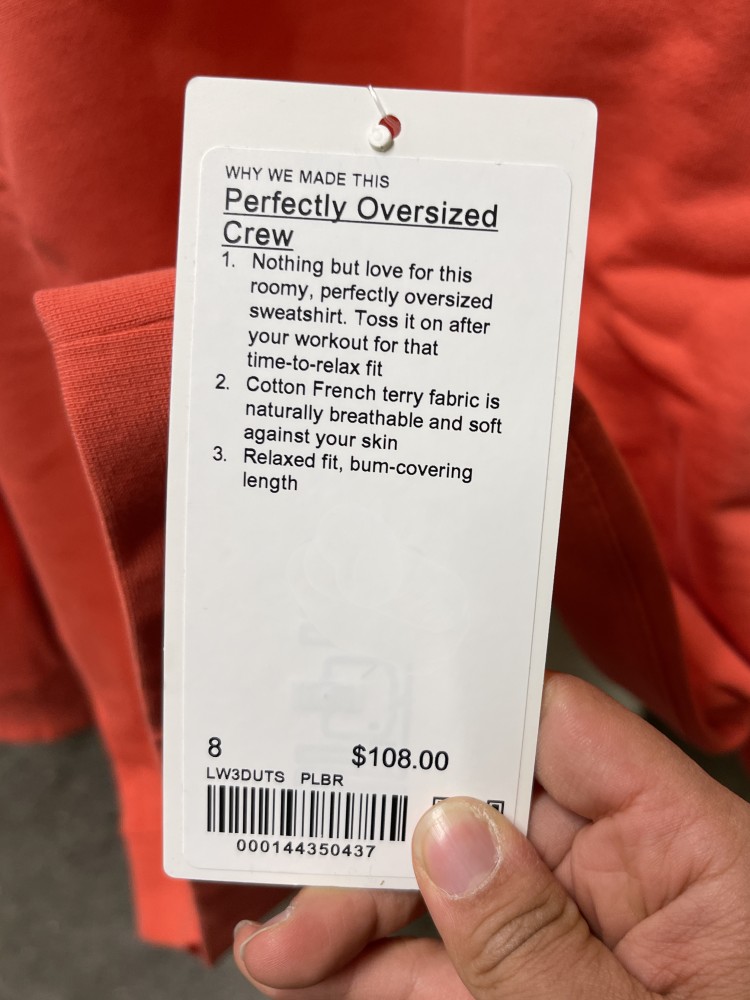 WHY WE MADE THIS
Perfectly Oversized
Crew
1. Nothing but love for this
roomy, perfectly oversized
sweatshirt. Toss it on after
your workout for that
time-to-relax fit
2. Cotton French terry fabric is
naturally breathable and soft
against your skin
3. Relaxed fit, bum-covering
length
8 $108.00
LW3DUTS PLBR
000144350437